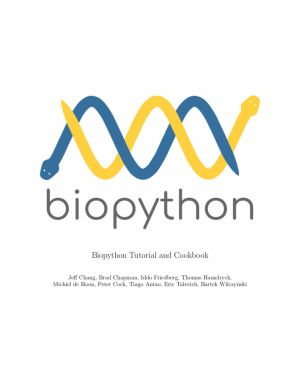 biopython
Biopython Tutorial and Cookbook
Jeff Chang, Brad Chapman, Iddo Friedberg, Thomas Hamelryck,
Michiel de Hoon, Peter Cock, Tiago Antao, Eric Talevich, Bartek Wilczyński